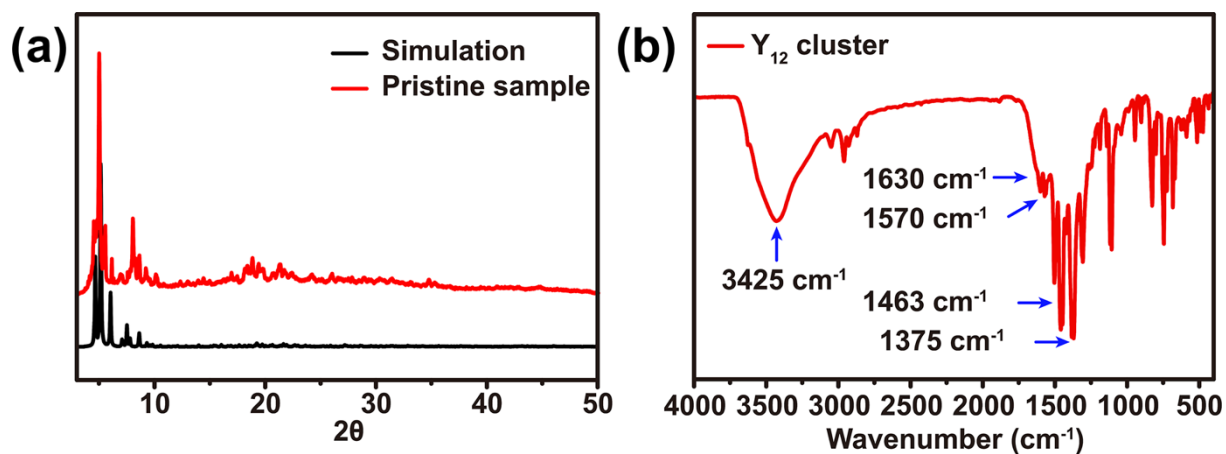 (a)
Simulation
Pristine sample
10
20
30
40
50
2θ
(b)
Y₁₂ cluster
1630 cm⁻¹
1570 cm⁻¹
3425 cm⁻¹
1463 cm⁻¹
1375 cm⁻¹
4000 3500 3000 2500 2000 1500 1000 500
Wavenumber (cm⁻¹)